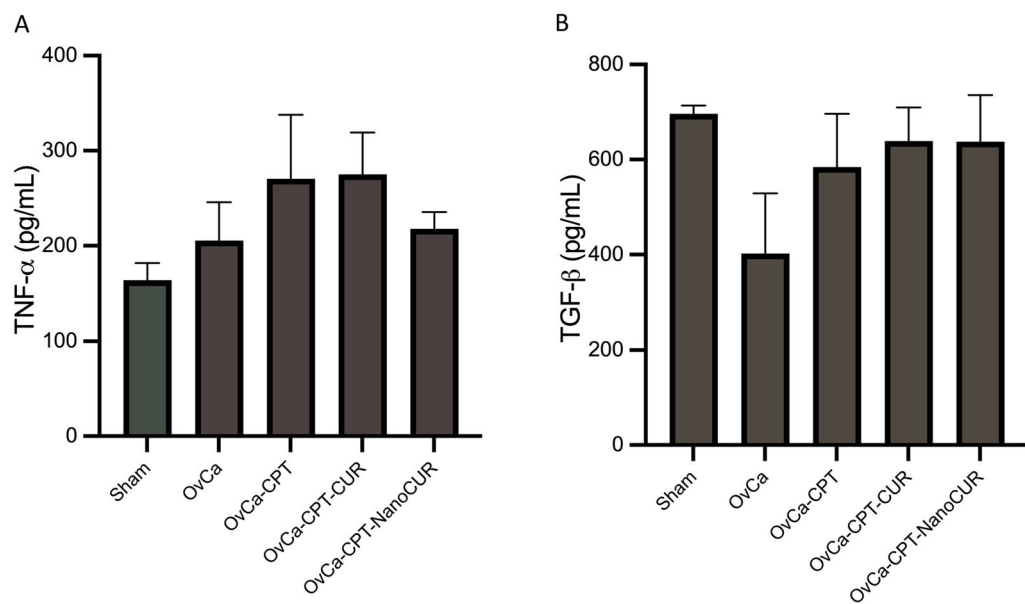 A
TNF-α (pg/mL)
400
300
200
100
0
Sham
OvCa
OvCa-CPT
OvCa-CPT-CUR
OvCa-CPT-NanoCUR
B
TGF-β (pg/mL)
800
600
400
200
0
Sham
OvCa
OvCa-CPT
OvCa-CPT-CUR
OvCa-CPT-NanoCUR